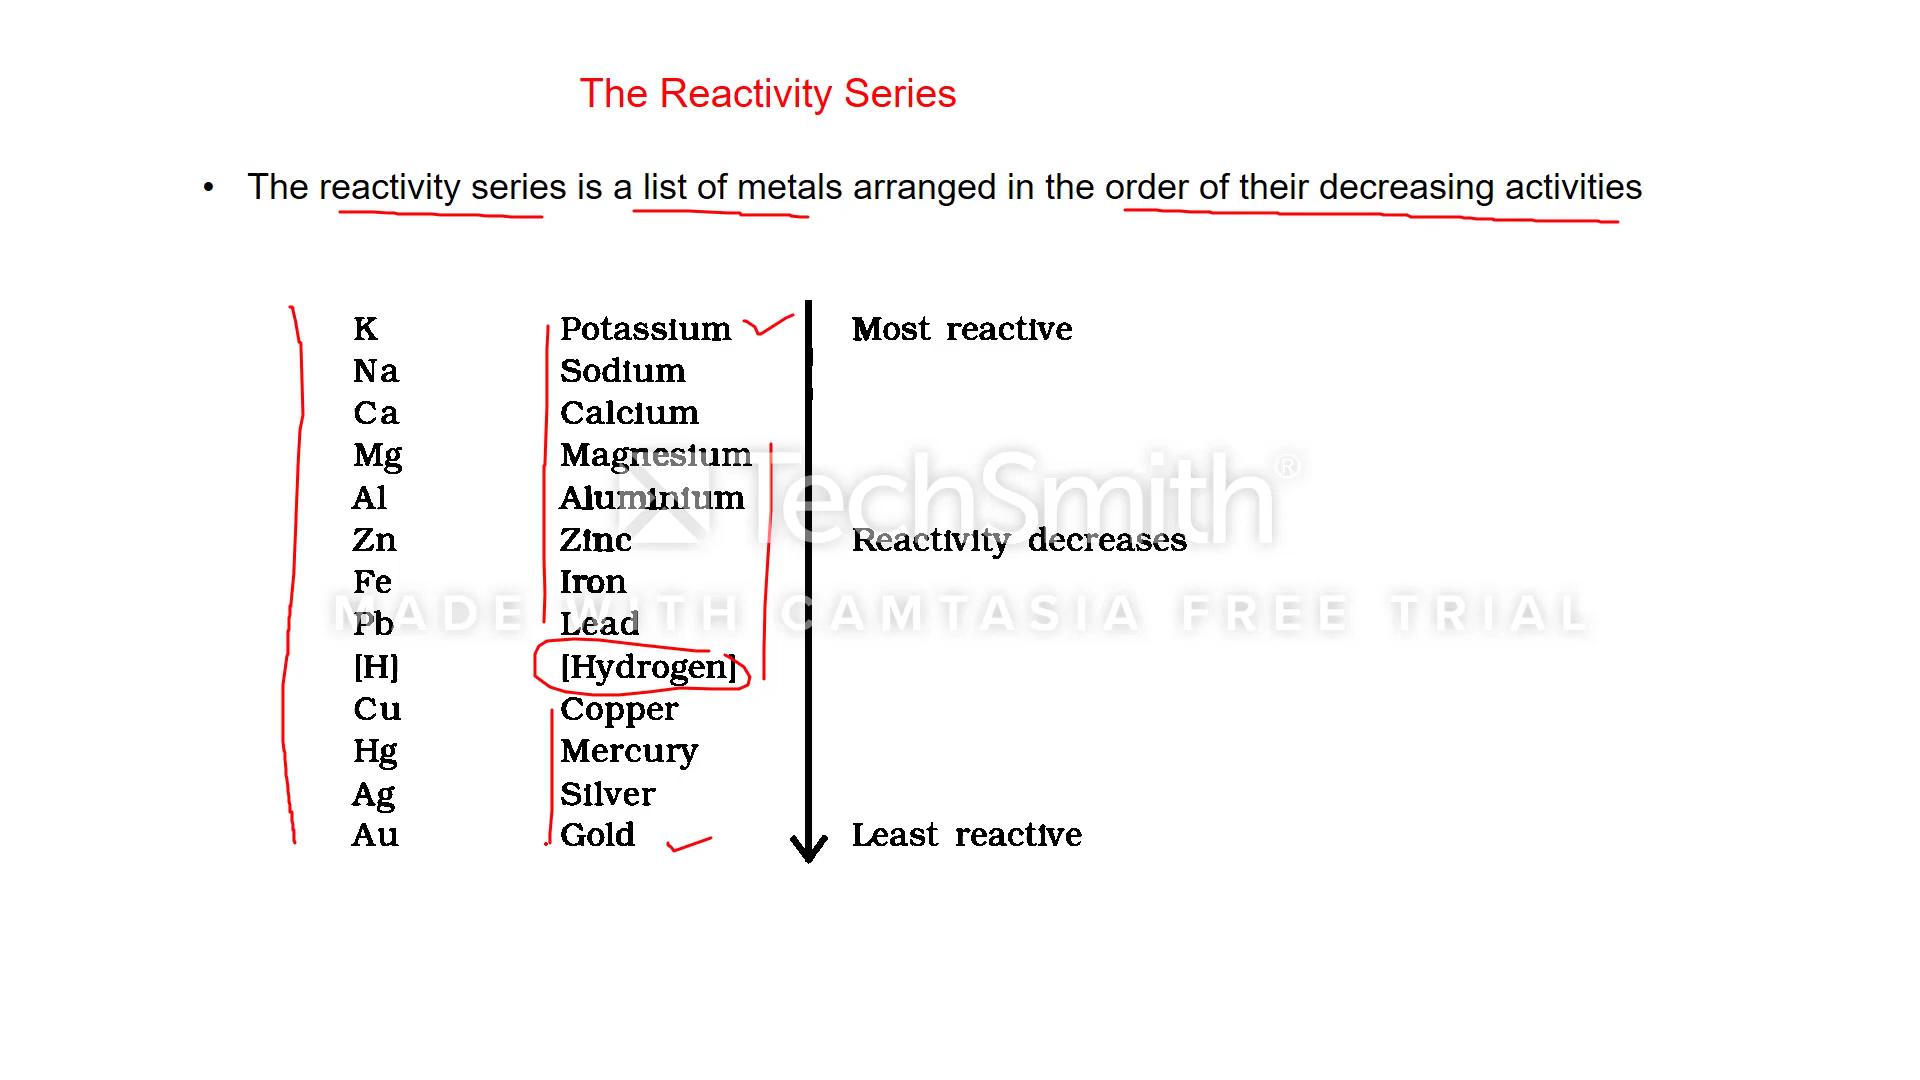 The Reactivity Series
• The reactivity series is a list of metals arranged in the order of their decreasing activities
K Potassium Most reactive
Na Sodium
Ca Calcium
Mg Magnesium
Al Aluminium
Zn Zinc Reactivity decreases
Fe Iron
Pb Lead
[H] [Hydrogen]
Cu Copper
Hg Mercury
Ag Silver
Au Gold Least reactive
TechSmith®
MADE WITH CAMTASIA FREE TRIAL